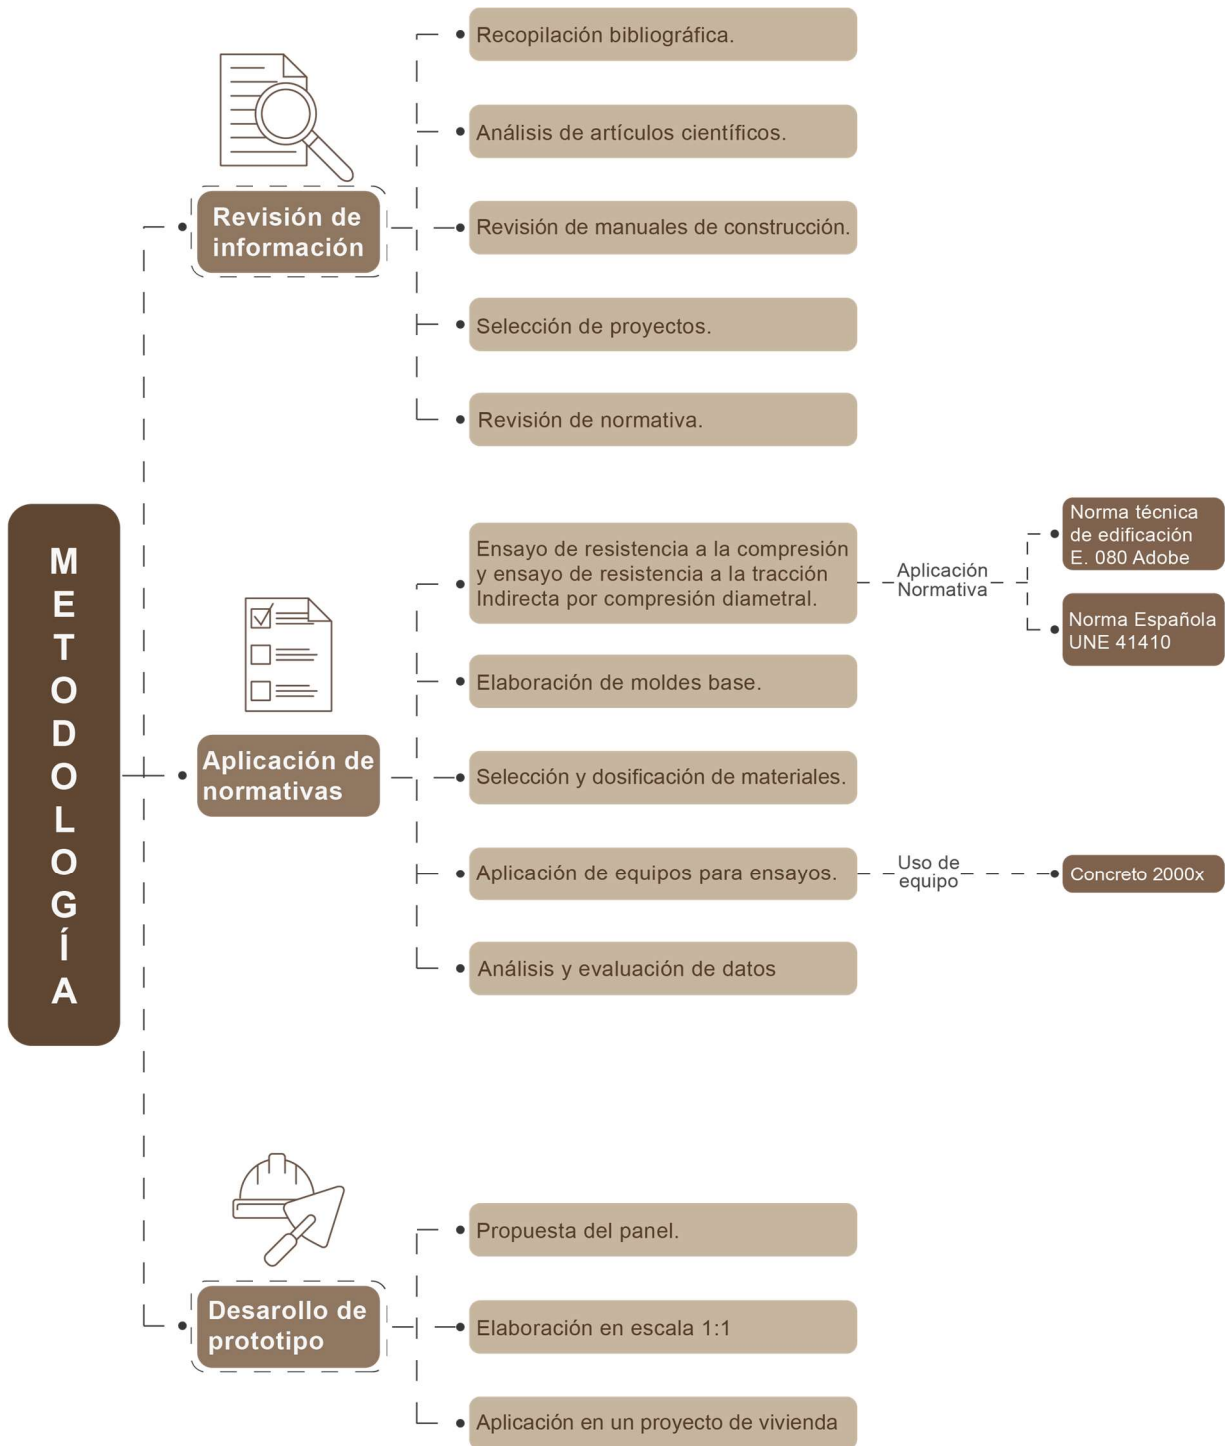 METODOLOGÍA
Revisión de
información
Recopilación bibliográfica.
Análisis de artículos científicos.
Revisión de manuales de construcción.
Selección de proyectos.
Revisión de normativa.
Aplicación de
normativas
Ensayo de resistencia a la compresión
y ensayo de resistencia a la tracción
Indirecta por compresión diametral.
Aplicación
Normativa
Norma técnica
de edificación
E. 080 Adobe
Norma Española
UNE 41410
Elaboración de moldes base.
Selección y dosificación de materiales.
Aplicación de equipos para ensayos.
Uso de
equipo
Concreto 2000x
Análisis y evaluación de datos
Desarollo de
prototipo
Propuesta del panel.
Elaboración en escala 1:1
Aplicación en un proyecto de vivienda